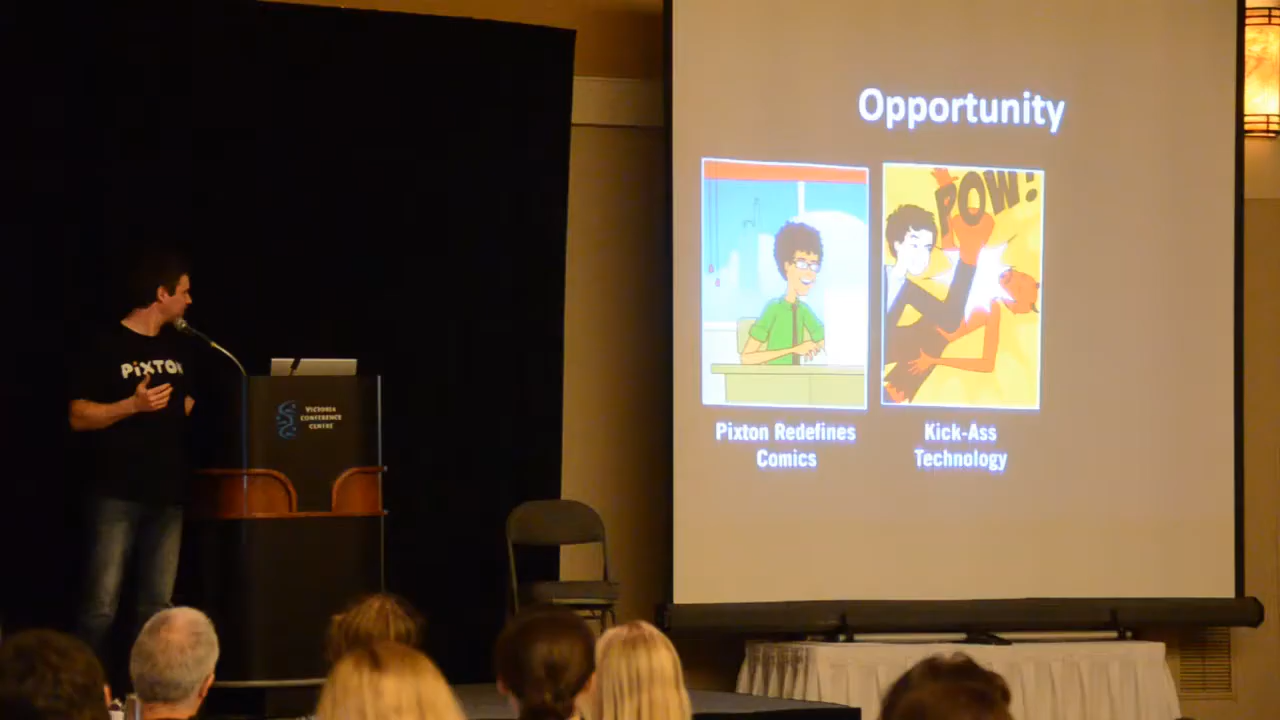 Opportunity
POW!
Pixton Redefines
Comics
Kick-Ass
Technology
PiXTON
VICTORIA
CONFERENCE
CENTRE